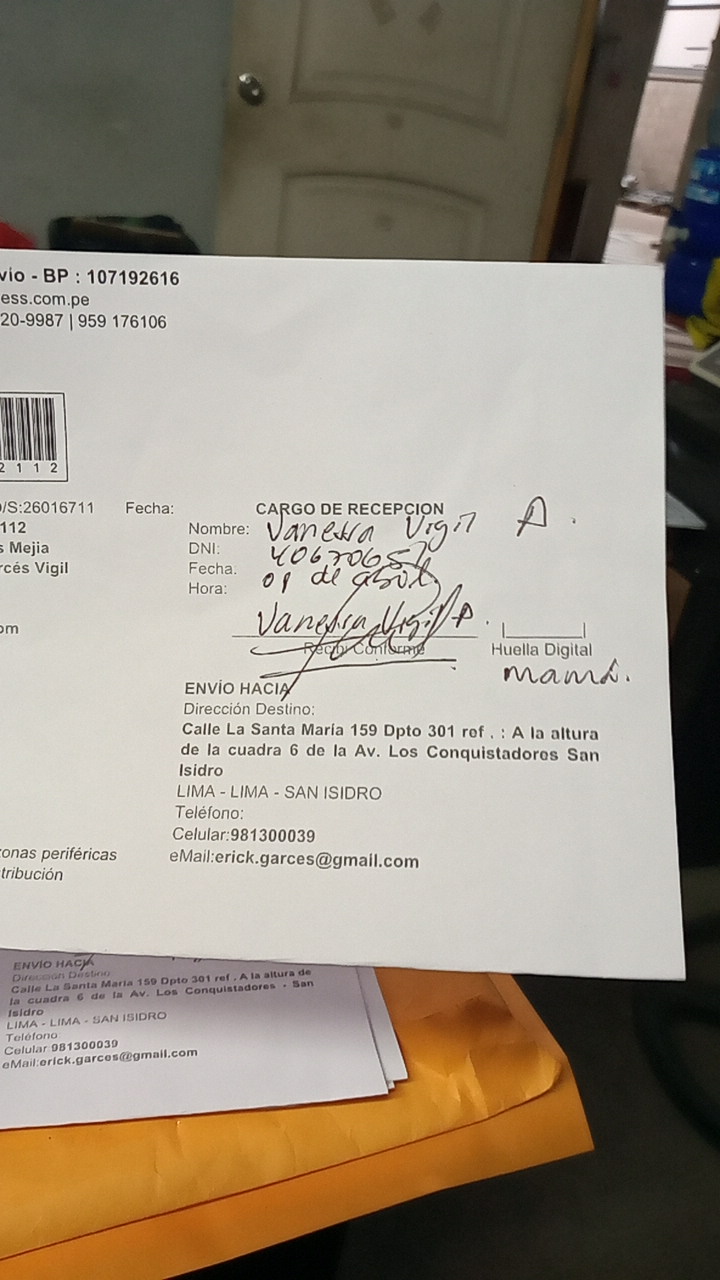 vio - BP : 107192616
ess.com.pe
20-9987 | 959 176106
2 1 1 2
O/S:26016711 Fecha:
112
s Mejia
rcés Vigil
om
CARGO DE RECEPCION
Nombre: Vanessa Vigil A.
DNI:
Fecha. 01 de
Hora:
Vanessa Vigil A.
Recibi Conforme
Huella Digital
mamá.
ENVÍO HACIA
Dirección Destino:
Calle La Santa María 159 Dpto 301 ref . : A la altura
de la cuadra 6 de la Av. Los Conquistadores San
Isidro
LIMA - LIMA - SAN ISIDRO
Teléfono:
Celular:981300039
eMail:erick.garces@gmail.com
zonas periféricas
tribución
ENVÍO HACIA
Dirección Destino
Calle La Santa María 159 Dpto 301 ref . A la altura de
la cuadra 6 de la Av. Los Conquistadores - San
Isidro
LIMA - LIMA - SAN ISIDRO
Teléfono
Celular:981300039
eMail:erick.garces@gmail.com